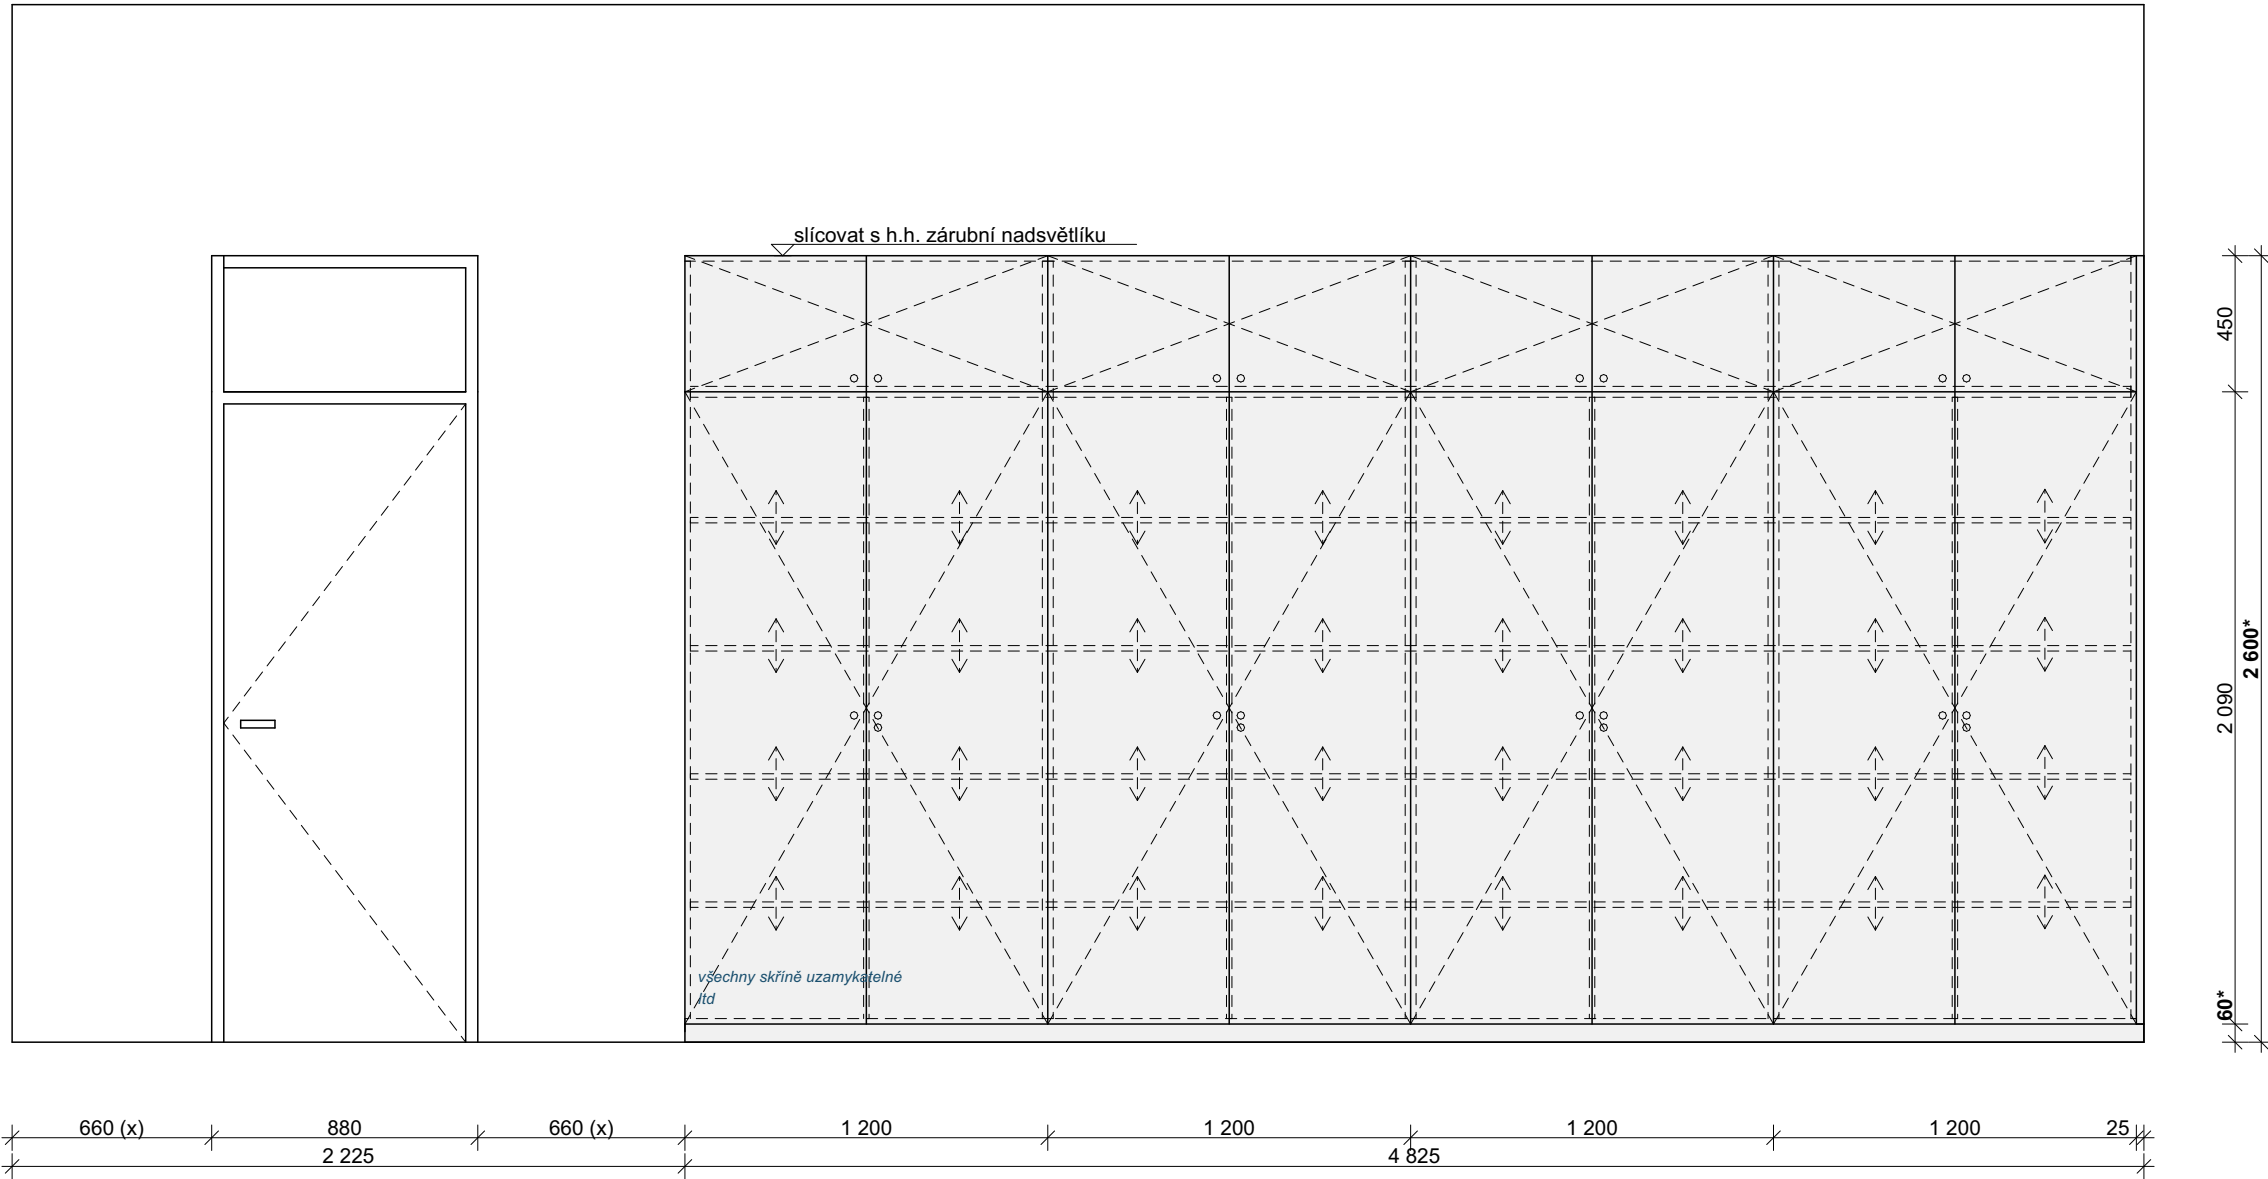 slícovat s h.h. zárubní nadsvětlíku
450
2 600*
2 090
všechny skříně uzamykatelné
ltd
60*
660 (x)
880
660 (x)
1 200
1 200
1 200
1 200
25
2 225
4 825